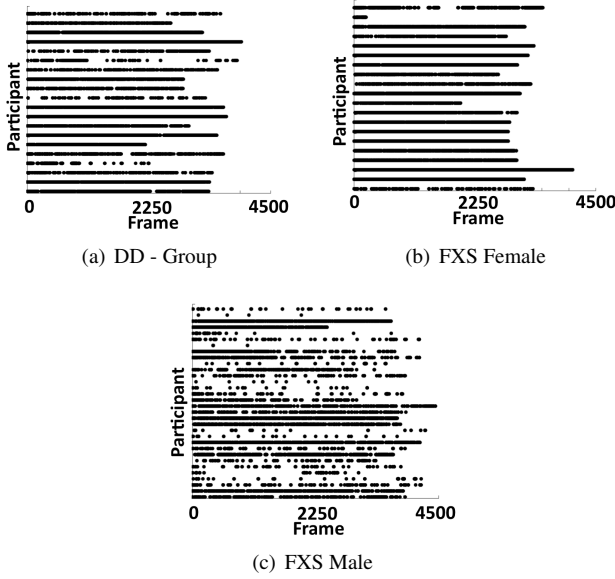 Participant
0 2250 4500
Frame
(a) DD - Group
Participant
0 2250 4500
Frame
(b) FXS Female
Participant
0 2250 4500
Frame
(c) FXS Male